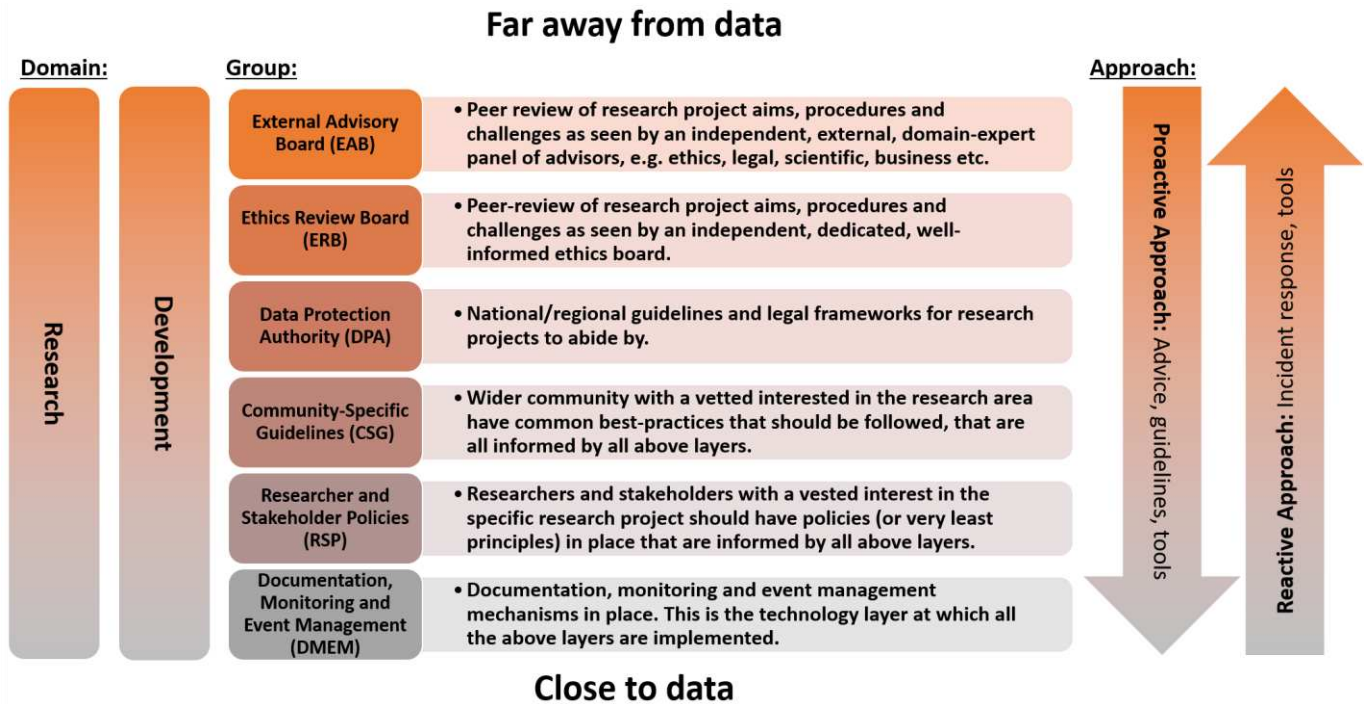 Far away from data
Domain:
Group:
Approach:
Research
Development
External Advisory
Board (EAB)
• Peer review of research project aims, procedures and
challenges as seen by an independent, external, domain-expert
panel of advisors, e.g. ethics, legal, scientific, business etc.
Ethics Review Board
(ERB)
• Peer-review of research project aims, procedures and
challenges as seen by an independent, dedicated, well-
informed ethics board.
Data Protection
Authority (DPA)
• National/regional guidelines and legal frameworks for research
projects to abide by.
Community-Specific
Guidelines (CSG)
• Wider community with a vetted interested in the research area
have common best-practices that should be followed, that are
all informed by all above layers.
Researcher and
Stakeholder Policies
(RSP)
• Researchers and stakeholders with a vested interest in the
specific research project should have policies (or very least
principles) in place that are informed by all above layers.
Documentation,
Monitoring and
Event Management
(DMEM)
• Documentation, monitoring and event management
mechanisms in place. This is the technology layer at which all
the above layers are implemented.
Proactive Approach: Advice, guidelines, tools
Reactive Approach: Incident response, tools
Close to data